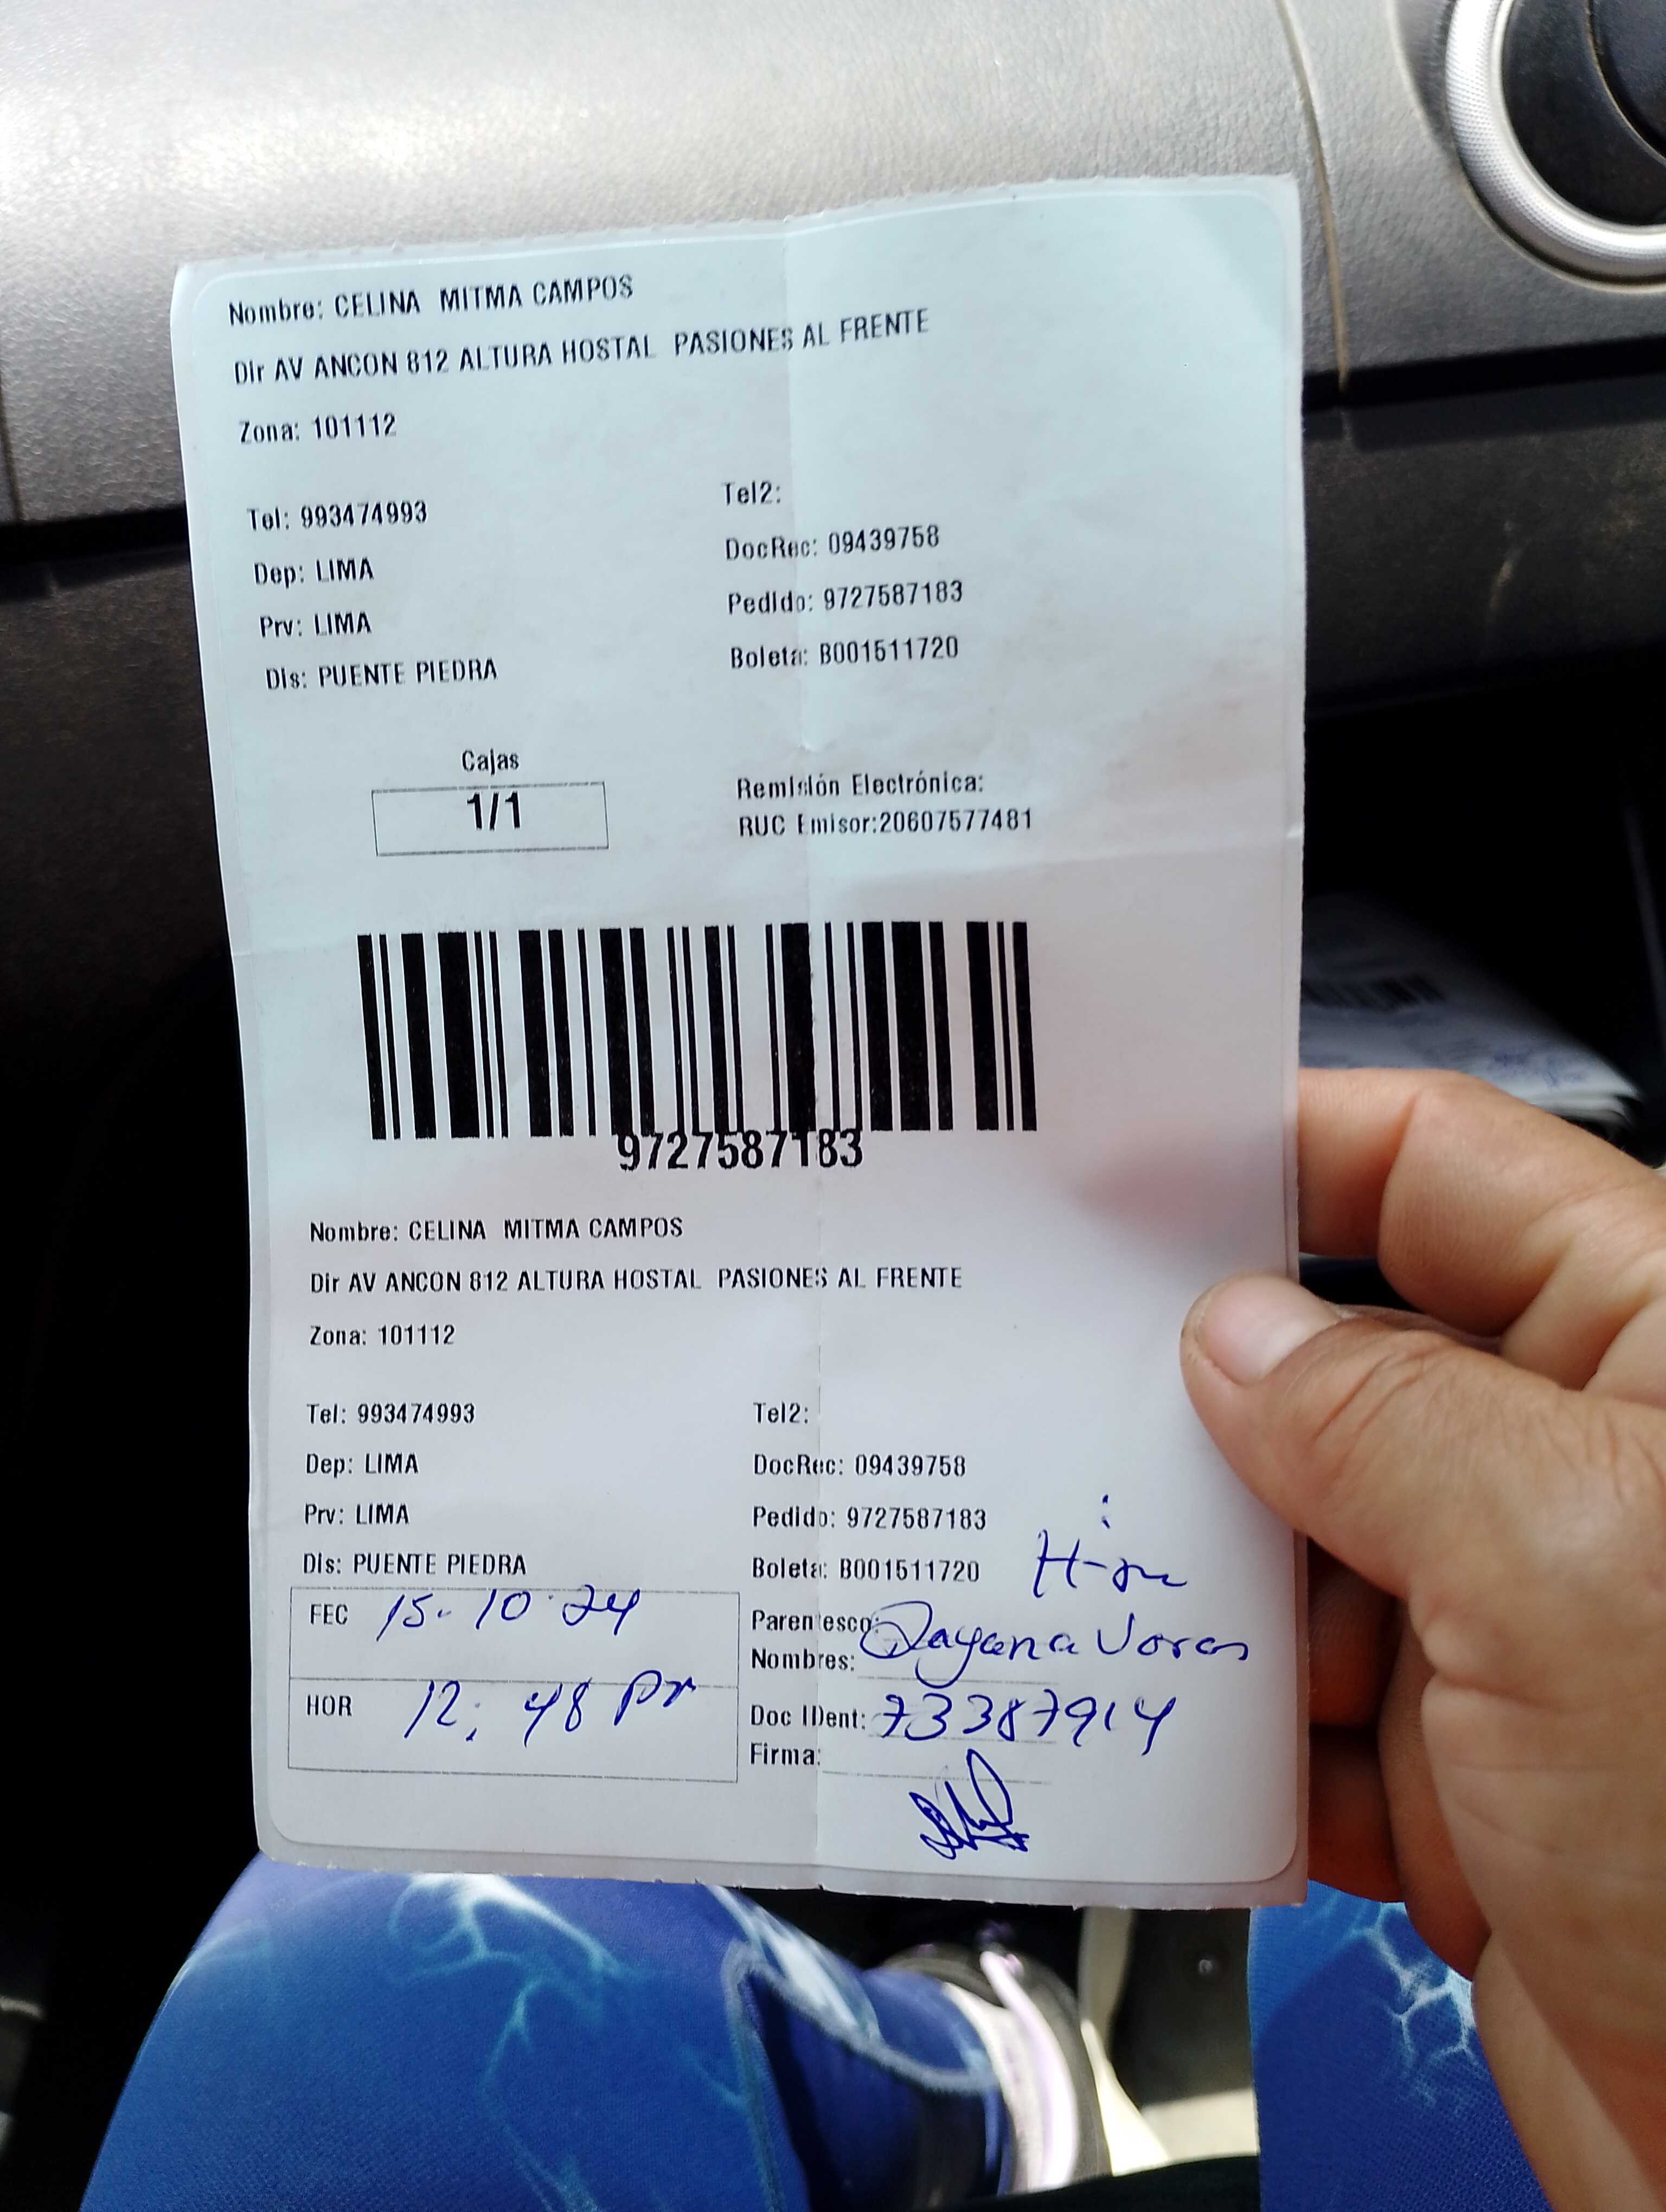 Nombre: CELINA MITMA CAMPOS
Dir AV ANCON 812 ALTURA HOSTAL PASIONES AL FRENTE
Zona: 101112
Tel: 993474993
Tel2:
Dep: LIMA
DocRec: 09439758
Prv: LIMA
Pedido: 9727587183
Dis: PUENTE PIEDRA
Boleta: B001511720
Cajas
1/1
Remisión Electrónica:
RUC Emisor:20607577481
9727587183
Nombre: CELINA MITMA CAMPOS
Dir AV ANCON 812 ALTURA HOSTAL PASIONES AL FRENTE
Zona: 101112
Tel: 993474993
Tel2:
Dep: LIMA
DocRec: 09439758
Prv: LIMA
Pedido: 9727587183
Dis: PUENTE PIEDRA
Boleta: B001511720
FEC 15-10-24
Parentesco:
Nombres: Dayana
HOR 12:48 Pm
Doc IDent: 73387914
Firma: